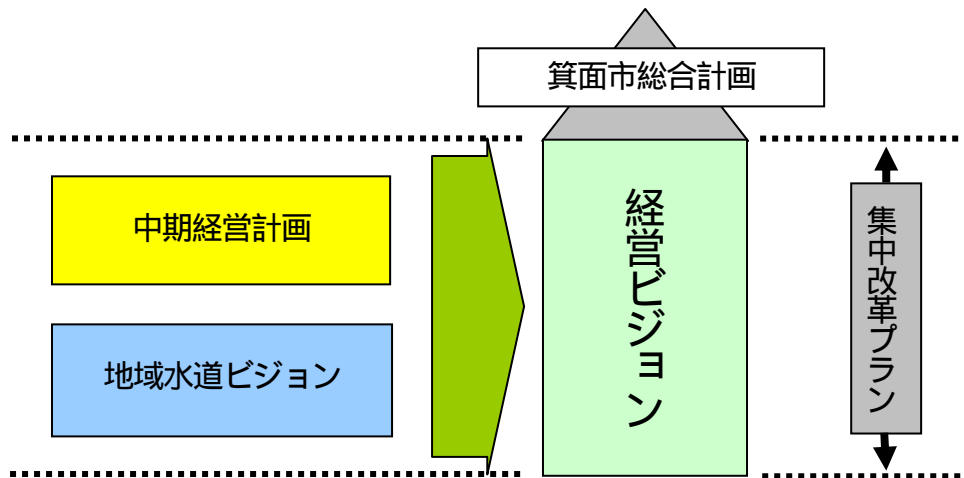 箕面市総合計画
中期経営計画
地域水道ビジョン
経営ビジョン
集中改革プラン